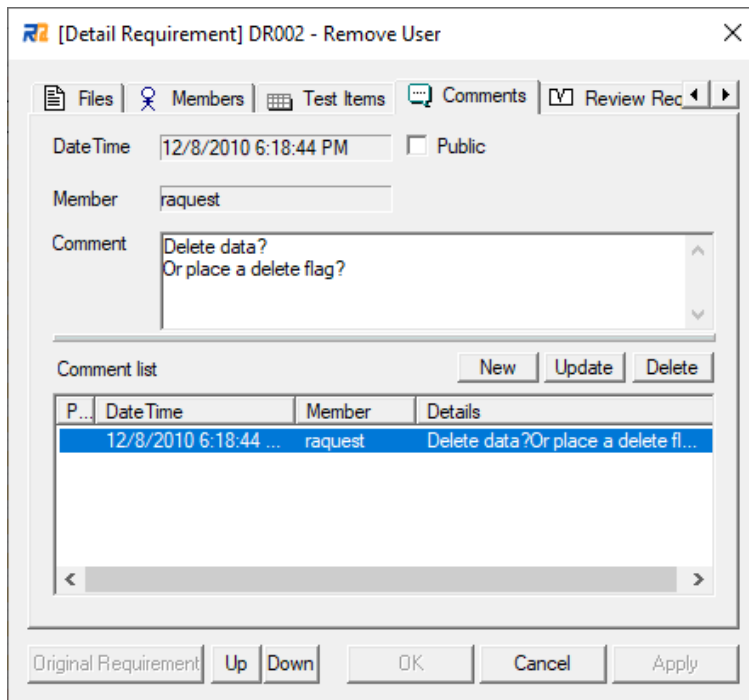 [Detail Requirement] DR002 - Remove User
Files Members Test Items Comments Review Rec
DateTime 12/8/2010 6:18:44 PM Public
Member raquest
Comment Delete data?
Or place a delete flag?
Comment list New Update Delete
P... DateTime Member Details
12/8/2010 6:18:44 ... raquest Delete data?Or place a delete fl...
Original Requirement Up Down OK Cancel Apply